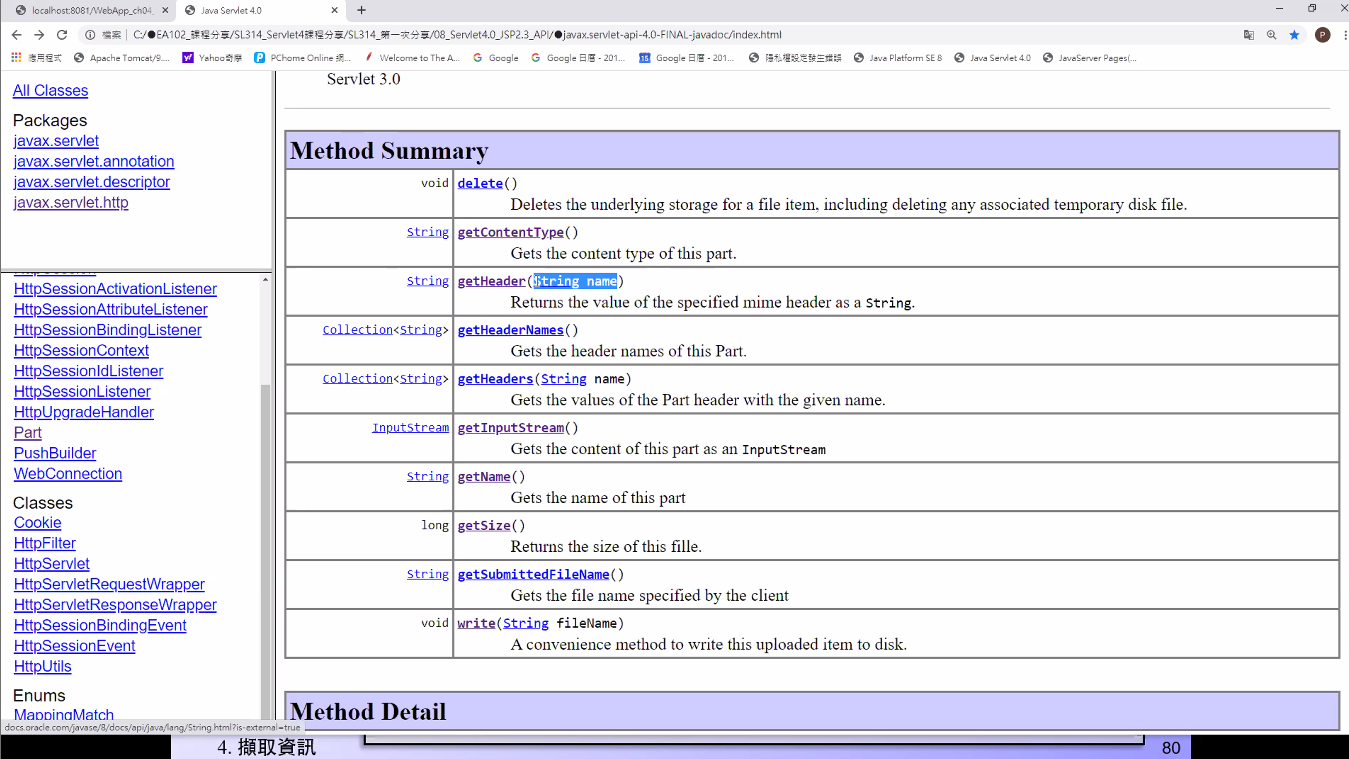 localhost:8081/WebApp_ch04_
Java Servlet 4.0
檔案 | C:/●EA102_課程分享/SL314_Servlet4課程分享/SL314_第一次分享/08_Servlet4.0_JSP2.3_API/●javax.servlet-api-4.0-FINAL-javadoc/index.html
P
應用程式 Apache Tomcat/9.... Yahoo奇摩 PChome Online 網... Welcome to The A... Google Google 日曆 - 201... Google 日曆 - 201... 隱私權設定發生錯誤 Java Platform SE 8 Java Servlet 4.0 JavaServer Pages(...
All Classes
Packages
javax.servlet
javax.servlet.annotation
javax.servlet.descriptor
javax.servlet.http
HttpSession
HttpSessionActivationListener
HttpSessionAttributeListener
HttpSessionBindingListener
HttpSessionContext
HttpSessionIdListener
HttpSessionListener
HttpUpgradeHandler
Part
PushBuilder
WebConnection
Classes
Cookie
HttpFilter
HttpServlet
HttpServletRequestWrapper
HttpServletResponseWrapper
HttpSessionBindingEvent
HttpSessionEvent
HttpUtils
Enums
MappingMatch
Servlet 3.0
Method Summary
void delete()
Deletes the underlying storage for a file item, including deleting any associated temporary disk file.
String getContentType()
Gets the content type of this part.
String getHeader(String name)
Returns the value of the specified mime header as a String.
Collection<String> getHeaderNames()
Gets the header names of this Part.
Collection<String> getHeaders(String name)
Gets the values of the Part header with the given name.
InputStream getInputStream()
Gets the content of this part as an InputStream
String getName()
Gets the name of this part
long getSize()
Returns the size of this fille.
String getSubmittedFileName()
Gets the file name specified by the client
void write(String fileName)
A convenience method to write this uploaded item to disk.
Method Detail
docs.oracle.com/javase/8/docs/api/java/lang/String.html?is-external=true
4. 擷取資訊
80